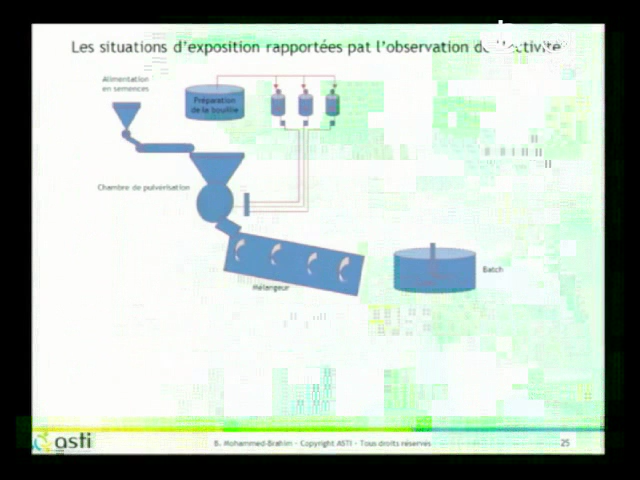 Les situations d'exposition rapportées pat l'observation de l'activité
Alimentation
en semences
Préparation
de la bouillie
Chambre de pulvérisation
Mélangeur
Batch
asti
B. Mohammed-Brahim - Copyright ASTI - Tous droits réservés
25